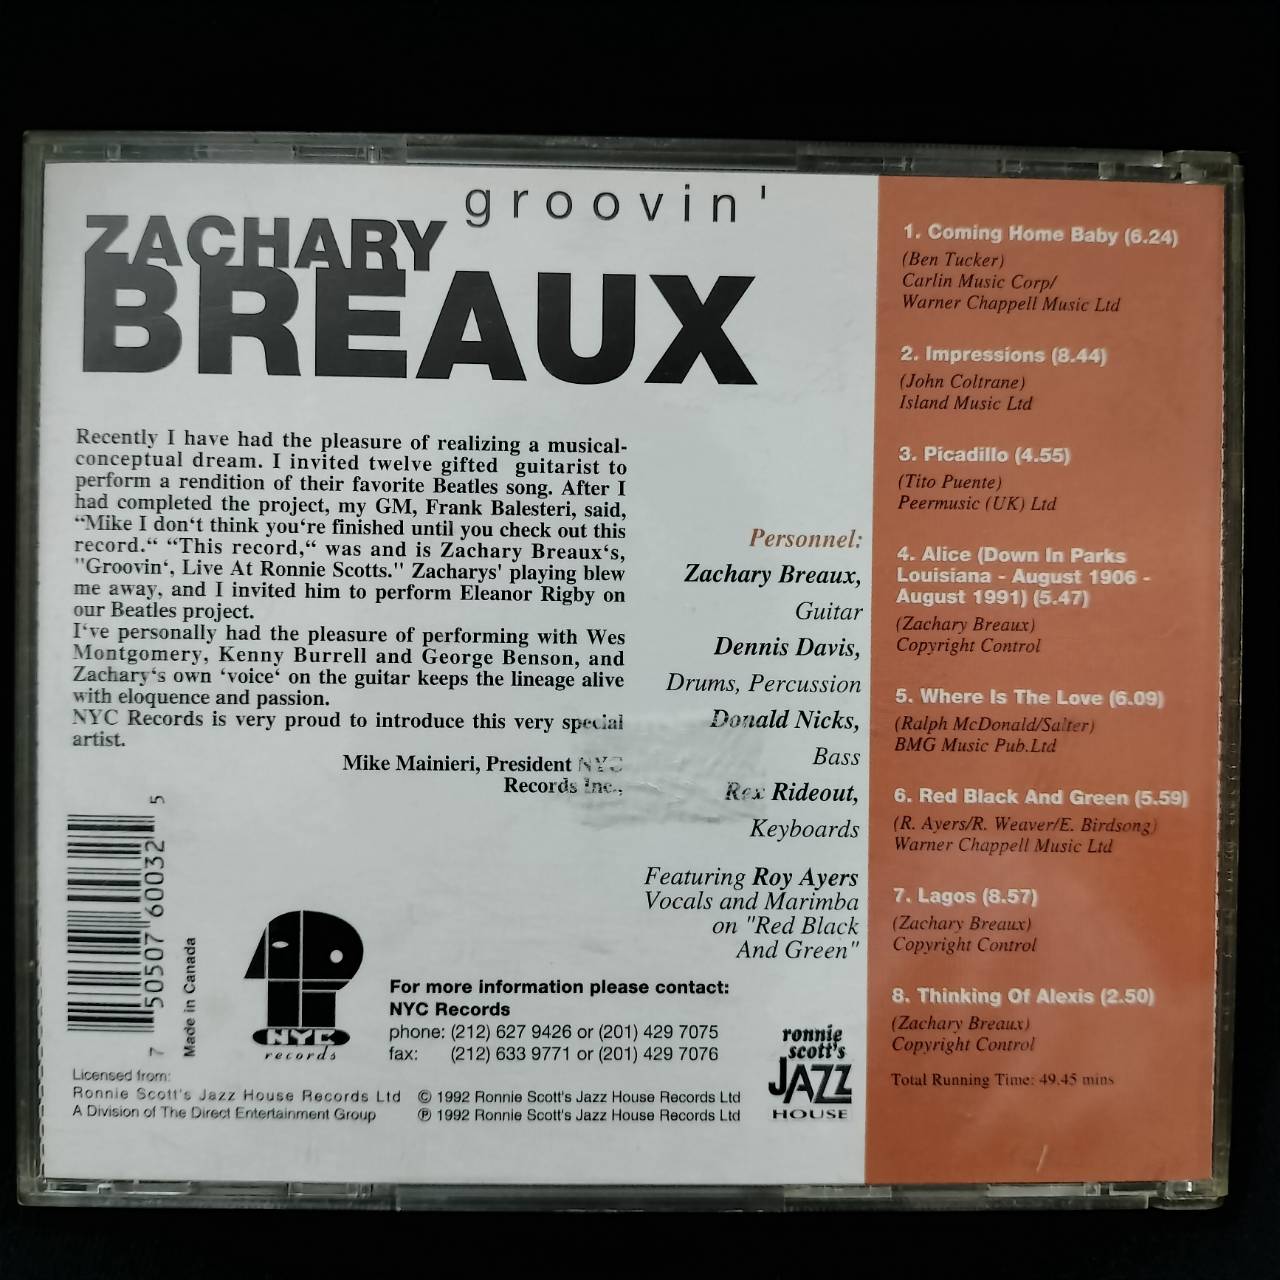 groovin'
ZACHARY
BREAUX
Recently I have had the pleasure of realizing a musical-
conceptual dream. I invited twelve gifted guitarist to
perform a rendition of their favorite Beatles song. After I
had completed the project, my GM, Frank Balesteri, said,
“Mike I don‘t think you‘re finished until you check out this
record.“ “This record,“ was and is Zachary Breaux‘s,
"Groovin‘, Live At Ronnie Scotts." Zacharys' playing blew
me away, and I invited him to perform Eleanor Rigby on
our Beatles project.
I‘ve personally had the pleasure of performing with Wes
Montgomery, Kenny Burrell and George Benson, and
Zachary‘s own ‘voice‘ on the guitar keeps the lineage alive
with eloquence and passion.
NYC Records is very proud to introduce this very special
artist.
Mike Mainieri, President NYC
Records Inc.,
Personnel:
Zachary Breaux,
Guitar
Dennis Davis,
Drums, Percussion
Donald Nicks,
Bass
Rex Rideout,
Keyboards
Featuring Roy Ayers
Vocals and Marimba
on "Red Black
And Green"
7 50507 60032 5
Made in Canada
NYC
records
For more information please contact:
NYC Records
phone: (212) 627 9426 or (201) 429 7075
fax: (212) 633 9771 or (201) 429 7076
Licensed from:
Ronnie Scott's Jazz House Records Ltd
A Division of The Direct Entertainment Group
© 1992 Ronnie Scott's Jazz House Records Ltd
℗ 1992 Ronnie Scott's Jazz House Records Ltd
ronnie
scott's
JAZZ
HOUSE
1. Coming Home Baby (6.24)
(Ben Tucker)
Carlin Music Corp/
Warner Chappell Music Ltd
2. Impressions (8.44)
(John Coltrane)
Island Music Ltd
3. Picadillo (4.55)
(Tito Puente)
Peermusic (UK) Ltd
4. Alice (Down In Parks
Louisiana - August 1906 -
August 1991) (5.47)
(Zachary Breaux)
Copyright Control
5. Where Is The Love (6.09)
(Ralph McDonald/Salter)
BMG Music Pub.Ltd
6. Red Black And Green (5.59)
(R. Ayers/R. Weaver/E. Birdsong)
Warner Chappell Music Ltd
7. Lagos (8.57)
(Zachary Breaux)
Copyright Control
8. Thinking Of Alexis (2.50)
(Zachary Breaux)
Copyright Control
Total Running Time: 49.45 mins